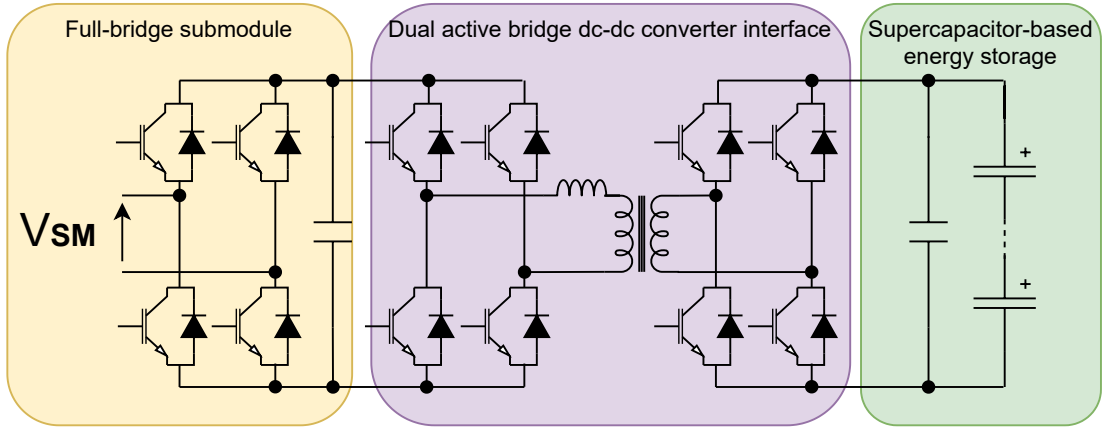 Full-bridge submodule
Dual active bridge dc-dc converter interface
Supercapacitor-based
energy storage
+
VSM
+